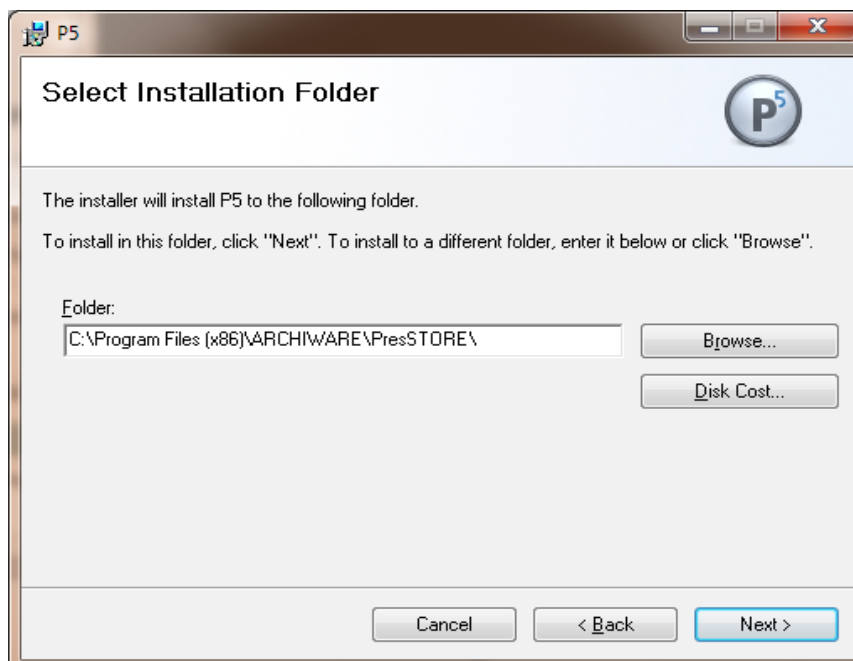 P5
Select Installation Folder
P5
The installer will install P5 to the following folder.
To install in this folder, click "Next". To install to a different folder, enter it below or click "Browse".
Folder:
C:\Program Files (x86)\ARCHIWARE\PresSTORE\
Browse...
Disk Cost...
Cancel
< Back
Next >